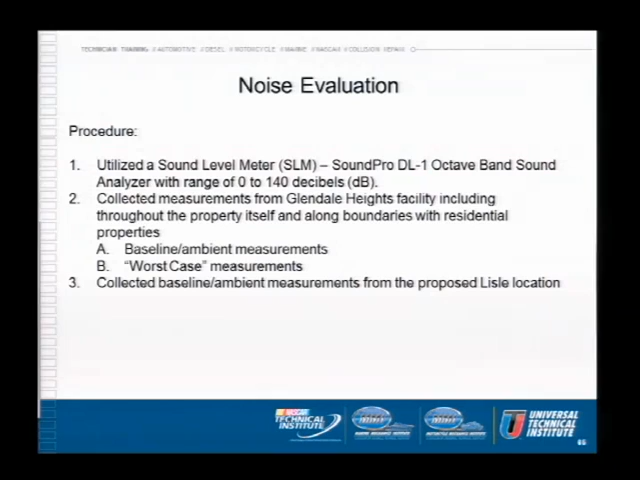 TECHNICIAN TRAINING // AUTOMOTIVE // DIESEL // MOTORCYCLE // MARINE // NASCAR // COLLISION REPAIR
Noise Evaluation
Procedure:
1. Utilized a Sound Level Meter (SLM) – SoundPro DL-1 Octave Band Sound
Analyzer with range of 0 to 140 decibels (dB).
2. Collected measurements from Glendale Heights facility including
throughout the property itself and along boundaries with residential
properties
A. Baseline/ambient measurements
B. “Worst Case” measurements
3. Collected baseline/ambient measurements from the proposed Lisle location
NASCAR
TECHNICAL
INSTITUTE
UNIVERSAL
TECHNICAL
INSTITUTE